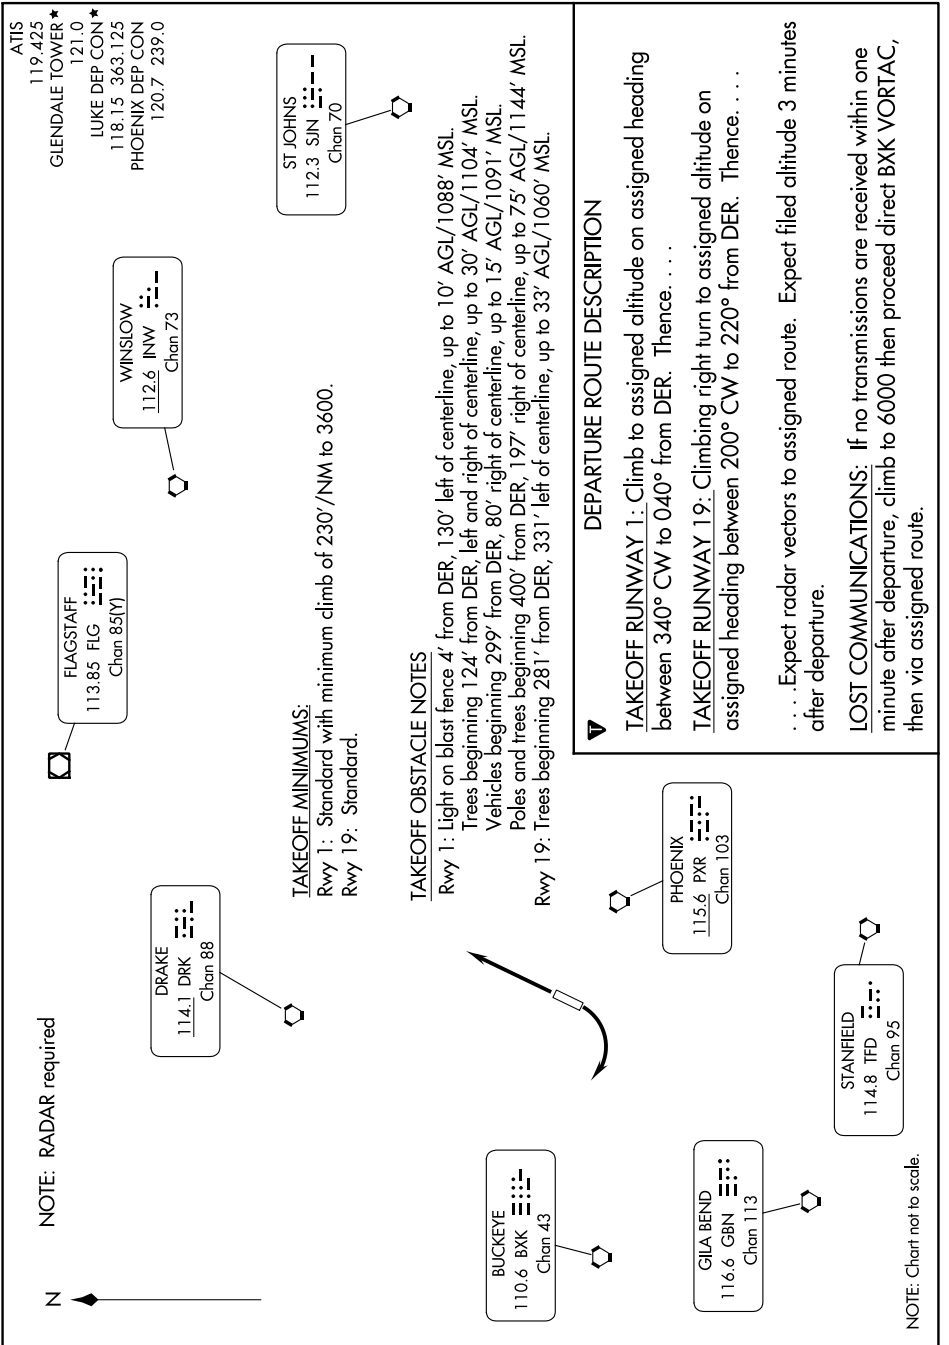 NOTE: RADAR required
N
ATIS
119.425
GLENDALE TOWER★
121.0
LUKE DEP CON★
118.15 363.125
PHOENIX DEP CON
120.7 239.0
FLAGSTAFF
113.85 FLG
Chan 85(Y)
WINSLOW
112.6 INW
Chan 73
DRAKE
114.1 DRK
Chan 88
ST JOHNS
112.3 SJN
Chan 70
TAKEOFF MINIMUMS:
Rwy 1: Standard with minimum climb of 230'/NM to 3600.
Rwy 19: Standard.
TAKEOFF OBSTACLE NOTES
Rwy 1: Light on blast fence 4' from DER, 130' left of centerline, up to 10' AGL/1088' MSL.
Trees beginning 124' from DER, left and right of centerline, up to 30' AGL/1104' MSL.
Vehicles beginning 299' from DER, 80' right of centerline, up to 15' AGL/1091' MSL.
Poles and trees beginning 400' from DER, 197' right of centerline, up to 75' AGL/1144' MSL.
Rwy 19: Trees beginning 281' from DER, 331' left of centerline, up to 33' AGL/1060' MSL.
BUCKEYE
110.6 BXK
Chan 43
PHOENIX
115.6 PXR
Chan 103
GILA BEND
116.6 GBN
Chan 113
STANFIELD
114.8 TFD
Chan 95
NOTE: Chart not to scale.
T
DEPARTURE ROUTE DESCRIPTION
TAKEOFF RUNWAY 1: Climb to assigned altitude on assigned heading
between 340° CW to 040° from DER. Thence. . . .
TAKEOFF RUNWAY 19: Climbing right turn to assigned altitude on
assigned heading between 200° CW to 220° from DER. Thence. . . .
. . . .Expect radar vectors to assigned route. Expect filed altitude 3 minutes
after departure.
LOST COMMUNICATIONS: If no transmissions are received within one
minute after departure, climb to 6000 then proceed direct BXK VORTAC,
then via assigned route.